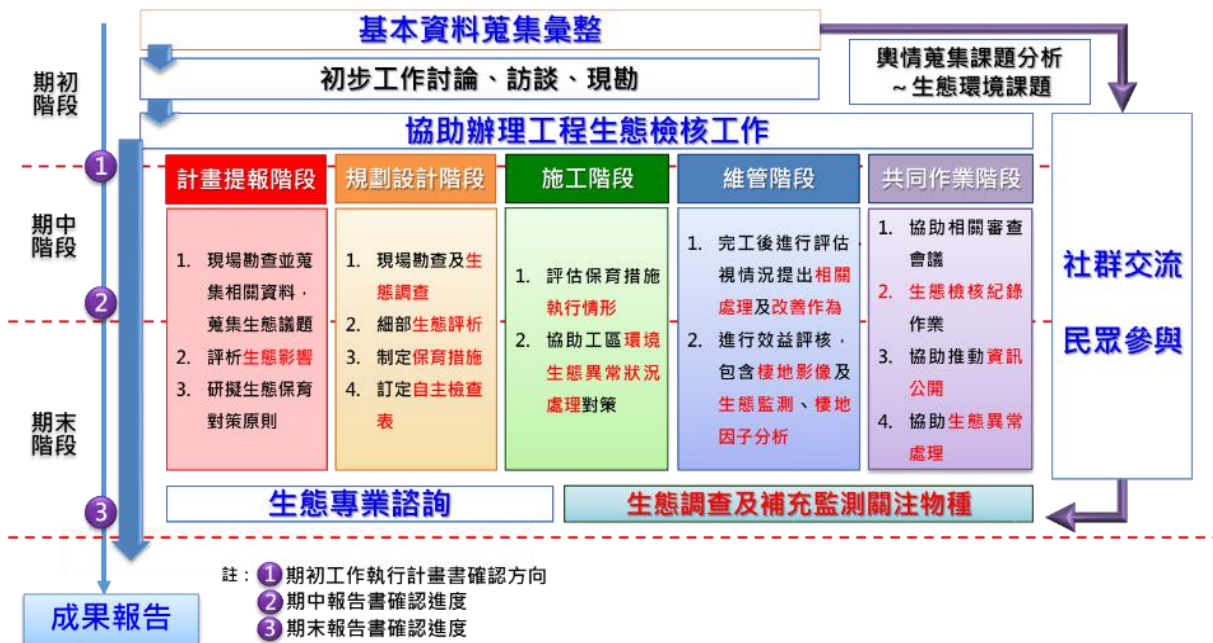 基本資料蒐集彙整
輿情蒐集課題分析
~生態環境課題
期初
階段
初步工作討論、訪談、現勘
協助辦理工程生態檢核工作
1
計畫提報階段
1. 現場勘查並蒐
集相關資料，
蒐集生態議題
2. 評析生態影響
3. 研擬生態保育
對策原則
規劃設計階段
1. 現場勘查及生
態調查
2. 細部生態評析
3. 制定保育措施
4. 訂定自主檢查
表
施工階段
1. 評估保育措施
執行情形
2. 協助工區環境
生態異常狀況
處理對策
維管階段
1. 完工後進行評估，
視情況提出相關
處理及改善作為
2. 進行效益評核，
包含棲地影像及
生態監測、棲地
因子分析
共同作業階段
1. 協助相關審查
會議
2. 生態檢核紀錄
作業
3. 協助推動資訊
公開
4. 協助生態異常
處理
社群交流
民眾參與
期中
階段
2
期末
階段
3
生態專業諮詢
生態調查及補充監測關注物種
成果報告
註：1 期初工作執行計畫書確認方向
2 期中報告書確認進度
3 期末報告書確認進度